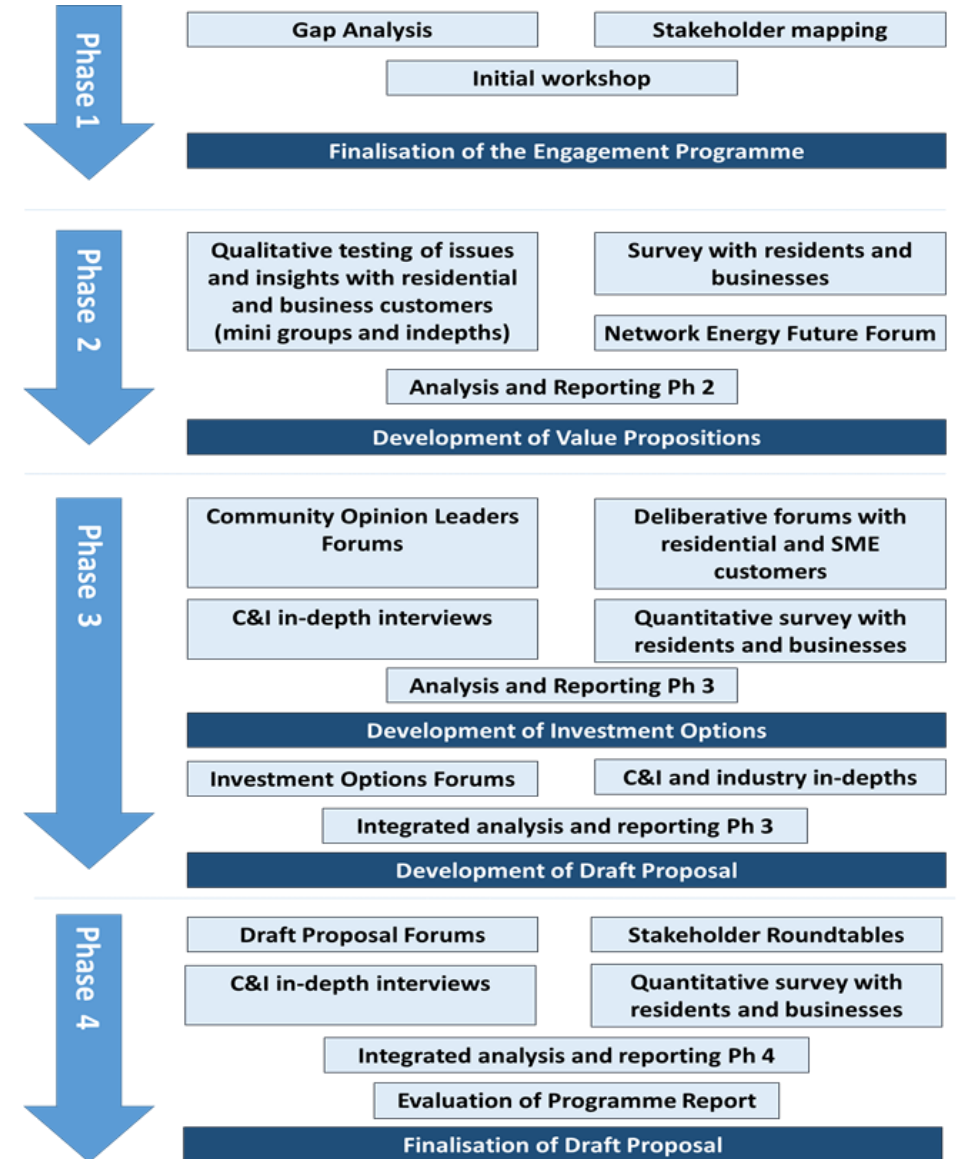 Phase 1
Gap Analysis
Stakeholder mapping
Initial workshop
Finalisation of the Engagement Programme
Phase 2
Qualitative testing of issues
and insights with residential
and business customers
(mini groups and indepths)
Survey with residents and
businesses
Network Energy Future Forum
Analysis and Reporting Ph 2
Development of Value Propositions
Phase 3
Community Opinion Leaders
Forums
Deliberative forums with
residential and SME
customers
C&I in-depth interviews
Quantitative survey with
residents and businesses
Analysis and Reporting Ph 3
Development of Investment Options
Investment Options Forums
C&I and industry in-depths
Integrated analysis and reporting Ph 3
Development of Draft Proposal
Phase 4
Draft Proposal Forums
Stakeholder Roundtables
C&I in-depth interviews
Quantitative survey with
residents and businesses
Integrated analysis and reporting Ph 4
Evaluation of Programme Report
Finalisation of Draft Proposal